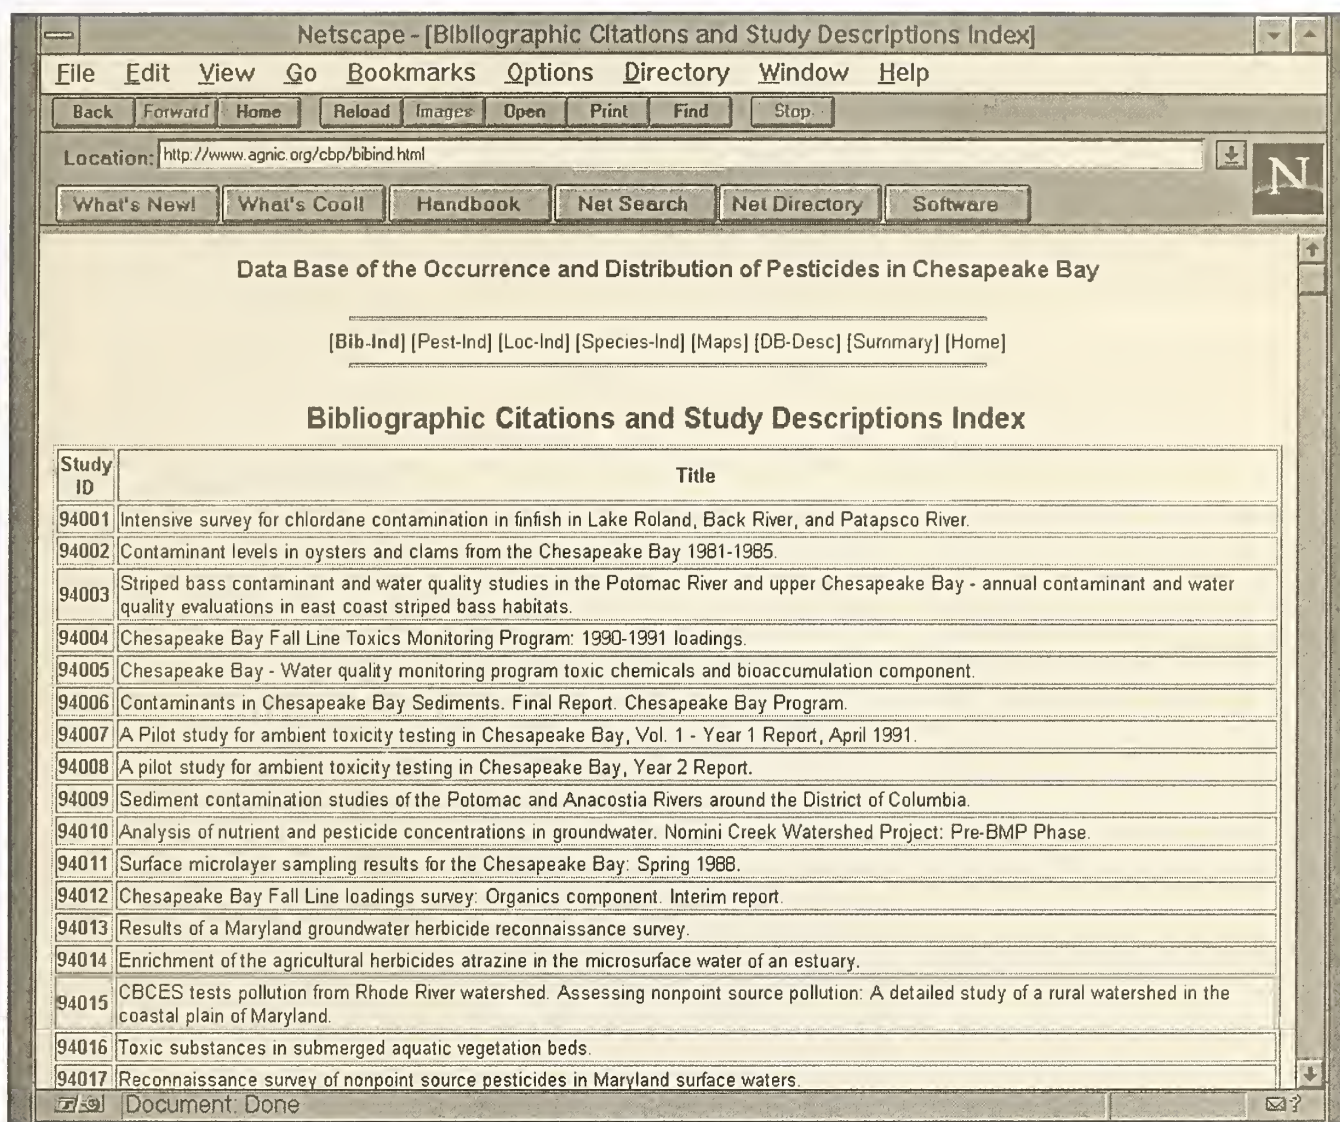 Netscape - [Bibliographic Citations and Study Descriptions Index]
File Edit View Go Bookmarks Options Directory Window Help
Back Forward Home Reload Images Open Print Find Stop
Location: http://www.agnic.org/cbp/bibind.html
N
What's New! What's Cool! Handbook Net Search Net Directory Software
Data Base of the Occurrence and Distribution of Pesticides in Chesapeake Bay
[Bib-Ind] [Pest-Ind] [Loc-Ind] [Species-Ind] [Maps] [DB-Desc] [Summary] [Home]
Bibliographic Citations and Study Descriptions Index
Study ID Title
94001 Intensive survey for chlordane contamination in finfish in Lake Roland, Back River, and Patapsco River.
94002 Contaminant levels in oysters and clams from the Chesapeake Bay 1981-1985.
94003 Striped bass contaminant and water quality studies in the Potomac River and upper Chesapeake Bay - annual contaminant and water
quality evaluations in east coast striped bass habitats.
94004 Chesapeake Bay Fall Line Toxics Monitoring Program: 1990-1991 loadings.
94005 Chesapeake Bay - Water quality monitoring program toxic chemicals and bioaccumulation component.
94006 Contaminants in Chesapeake Bay Sediments. Final Report. Chesapeake Bay Program.
94007 A Pilot study for ambient toxicity testing in Chesapeake Bay, Vol. 1 - Year 1 Report, April 1991.
94008 A pilot study for ambient toxicity testing in Chesapeake Bay, Year 2 Report.
94009 Sediment contamination studies of the Potomac and Anacostia Rivers around the District of Columbia.
94010 Analysis of nutrient and pesticide concentrations in groundwater. Nomini Creek Watershed Project: Pre-BMP Phase.
94011 Surface microlayer sampling results for the Chesapeake Bay: Spring 1988.
94012 Chesapeake Bay Fall Line loadings survey: Organics component. Interim report.
94013 Results of a Maryland groundwater herbicide reconnaissance survey.
94014 Enrichment of the agricultural herbicides atrazine in the microsurface water of an estuary.
94015 CBCES tests pollution from Rhode River watershed. Assessing nonpoint source pollution: A detailed study of a rural watershed in the
coastal plain of Maryland.
94016 Toxic substances in submerged aquatic vegetation beds.
94017 Reconnaissance survey of nonpoint source pesticides in Maryland surface waters.
Document: Done ?